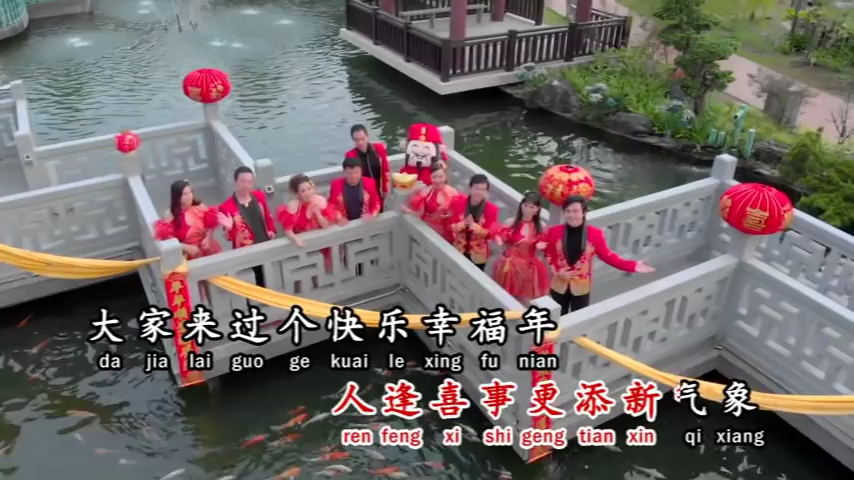 大家来过个快乐幸福年
da jia lai guo ge kuai le xing fu nian
人逢喜事更添新气象
ren feng xi shi geng tian xin qi xiang